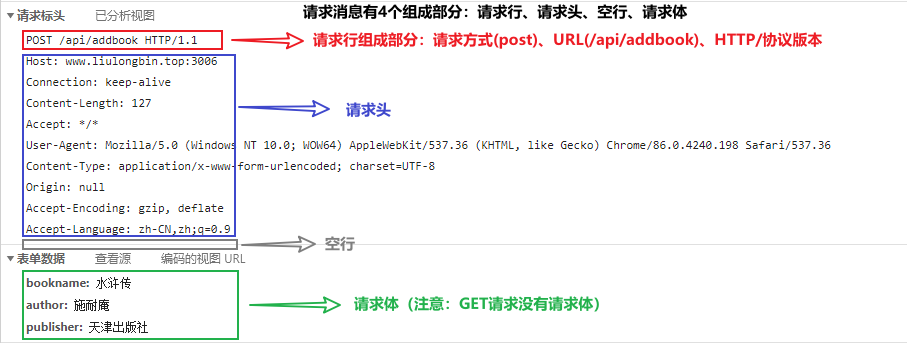 请求消息有4个组成部分：请求行、请求头、空行、请求体
▼请求标头 已分析视图
POST /api/addbook HTTP/1.1
请求行组成部分：请求方式(post)、URL(/api/addbook)、HTTP/协议版本
Host: www.liulongbin.top:3006
Connection: keep-alive
Content-Length: 127
请求头
Accept: */*
User-Agent: Mozilla/5.0 (Windows NT 10.0; WOW64) AppleWebKit/537.36 (KHTML, like Gecko) Chrome/86.0.4240.198 Safari/537.36
Content-Type: application/x-www-form-urlencoded; charset=UTF-8
Origin: null
Accept-Encoding: gzip, deflate
Accept-Language: zh-CN,zh;q=0.9
空行
▼表单数据 查看源 编码的视图 URL
bookname: 水浒传
author: 施耐庵
请求体（注意：GET请求没有请求体）
publisher: 天津出版社